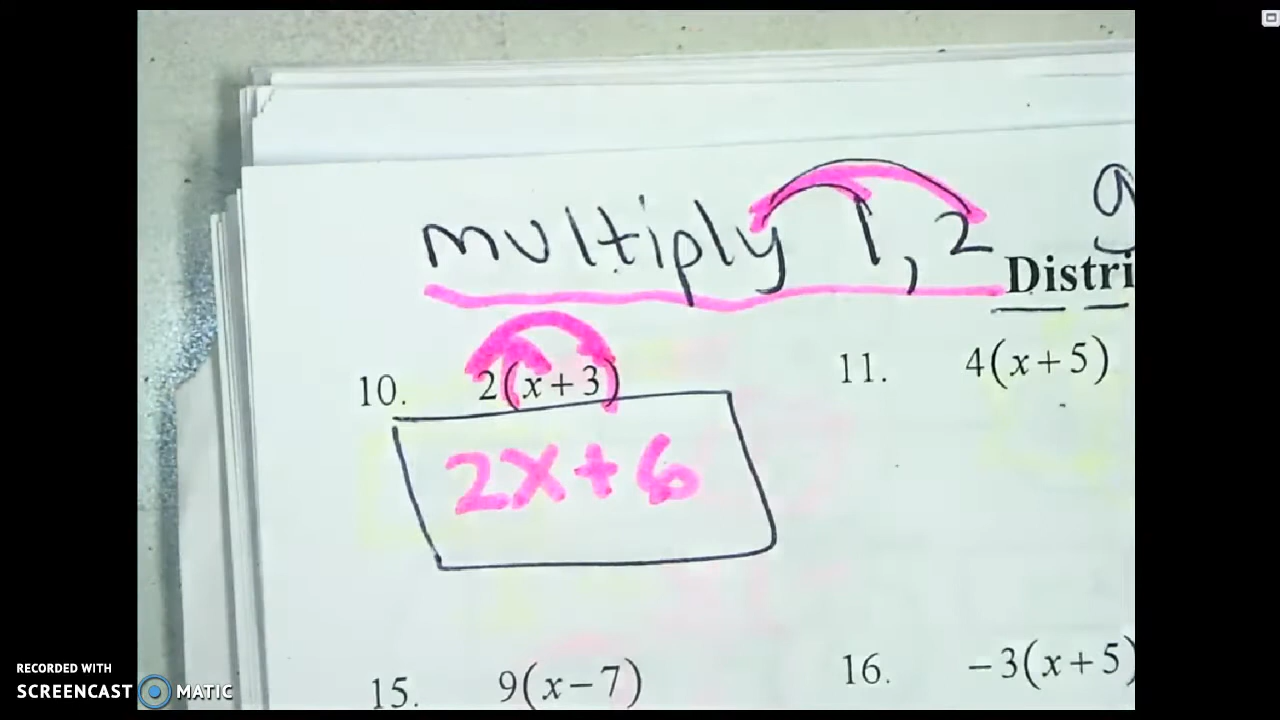 multiply 1, 2
Distri
10. 2(x+3)
11. 4(x+5)
2x+6
15. 9(x−7)
16. −3(x+5)
RECORDED WITH
SCREENCAST MATIC